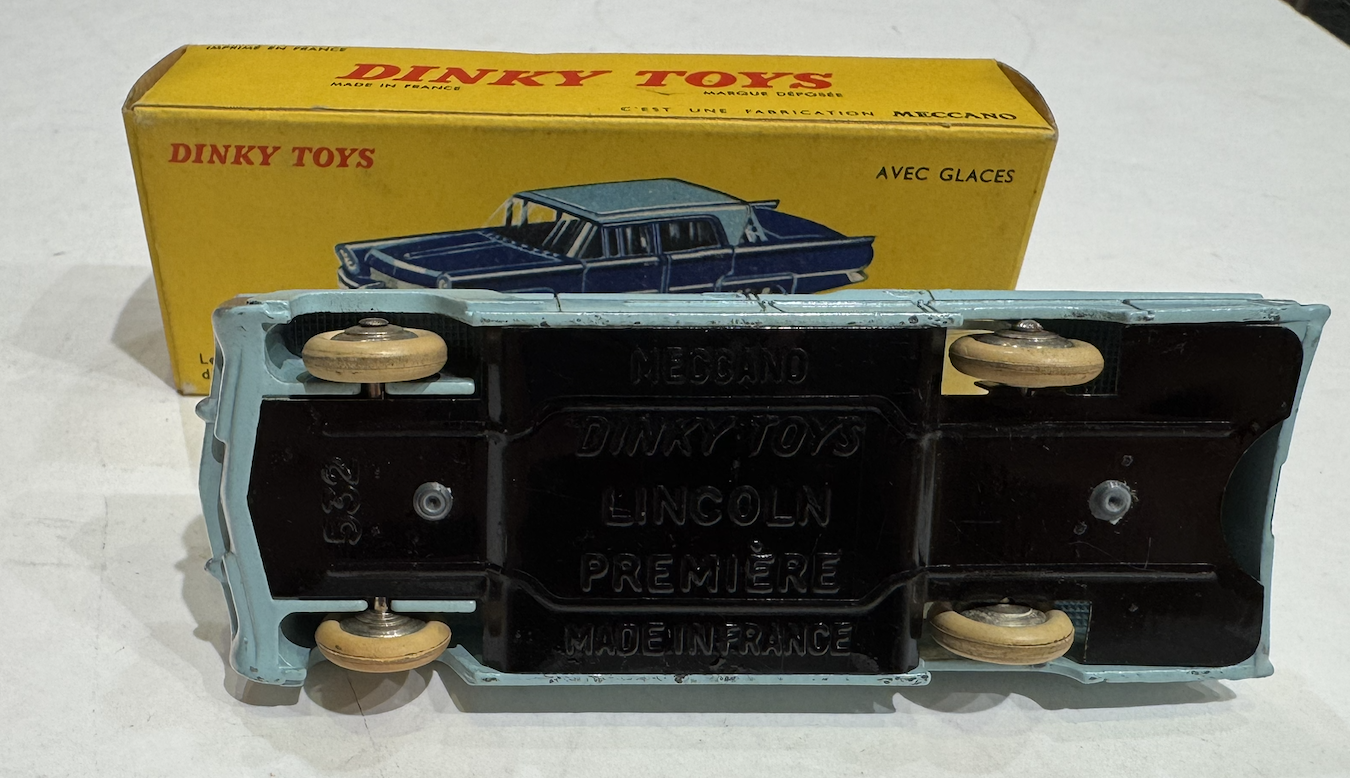 IMPRIMÉ EN FRANCE
DINKY TOYS
MADE IN FRANCE
MARQUE DÉPOSÉE
C'EST UNE FABRICATION MECCANO
DINKY TOYS
AVEC GLACES
MECCANO
DINKY TOYS
532
LINCOLN
PREMIÈRE
MADE IN FRANCE